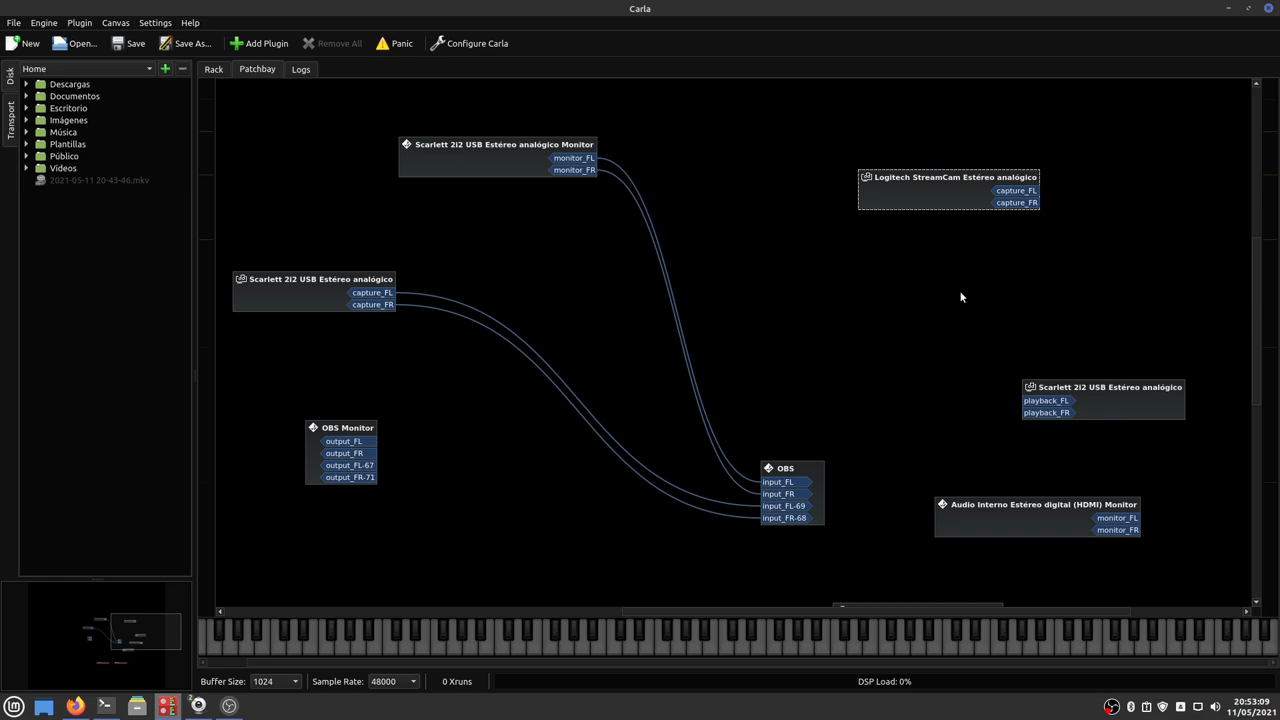 Carla
File Engine Plugin Canvas Settings Help
New Open... Save Save As... Add Plugin Remove All Panic Configure Carla
Disk
Transport
Home
Descargas
Documentos
Escritorio
Imágenes
Música
Plantillas
Público
Vídeos
2021-05-11 20-43-46.mkv
Rack Patchbay Logs
Scarlett 2i2 USB Estéreo analógico Monitor
monitor_FL
monitor_FR
Logitech StreamCam Estéreo analógico
capture_FL
capture_FR
Scarlett 2i2 USB Estéreo analógico
capture_FL
capture_FR
Scarlett 2i2 USB Estéreo analógico
playback_FL
playback_FR
OBS Monitor
output_FL
output_FR
output_FL-67
output_FR-71
OBS
input_FL
input_FR
input_FL-69
input_FR-68
Audio Interno Estéreo digital (HDMI) Monitor
monitor_FL
monitor_FR
Buffer Size: 1024 Sample Rate: 48000 0 Xruns DSP Load: 0%
2
20:53:09
11/05/2021